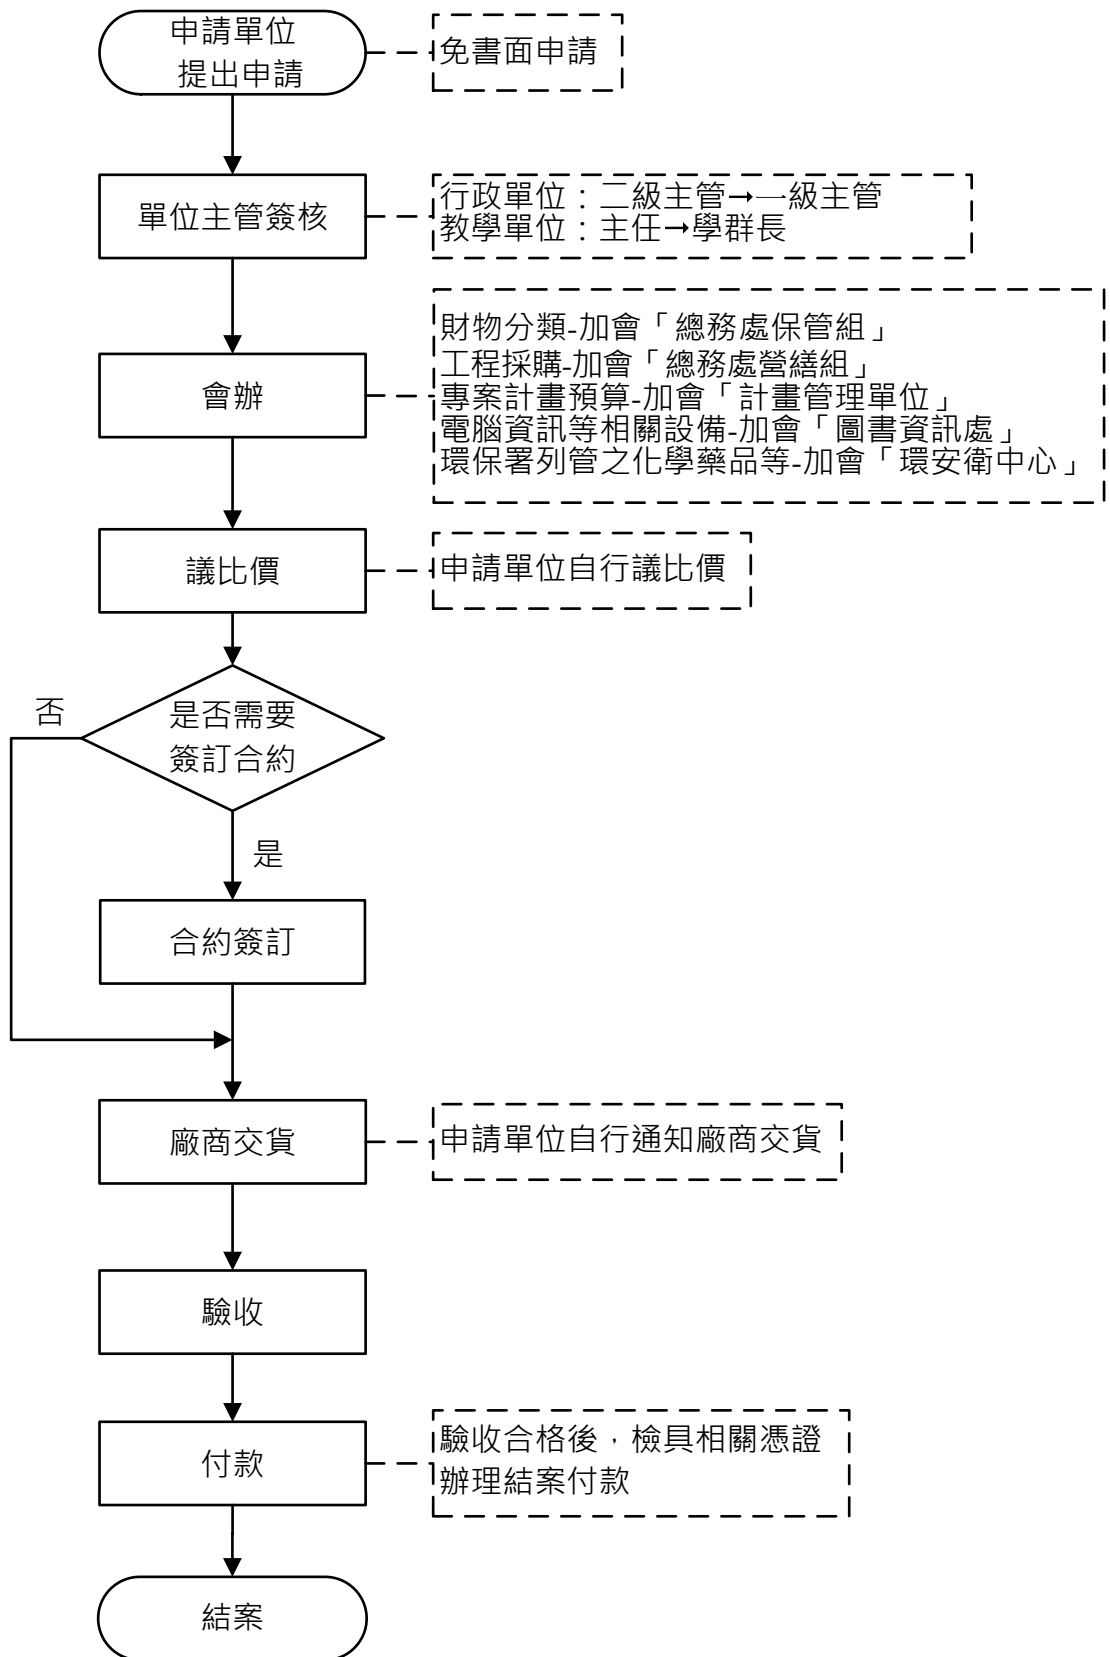 申請單位
提出申請
免書面申請
單位主管簽核
行政單位：二級主管→一級主管
教學單位：主任→學群長
會辦
財物分類-加會「總務處保管組」
工程採購-加會「總務處營繕組」
專案計畫預算-加會「計畫管理單位」
電腦資訊等相關設備-加會「圖書資訊處」
環保署列管之化學藥品等-加會「環安衛中心」
議比價
申請單位自行議比價
是否需要
簽訂合約
否
是
合約簽訂
廠商交貨
申請單位自行通知廠商交貨
驗收
付款
驗收合格後，檢具相關憑證
辦理結案付款
結案